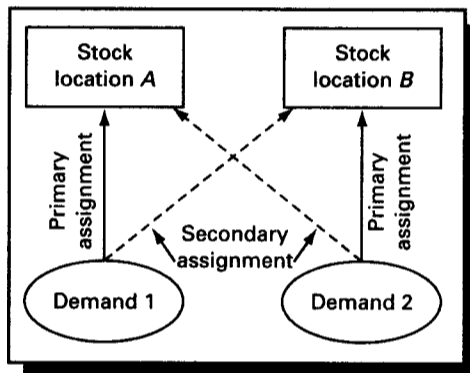 Stock
location A
Stock
location B
Primary
assignment
Primary
assignment
Secondary
assignment
Demand 1
Demand 2